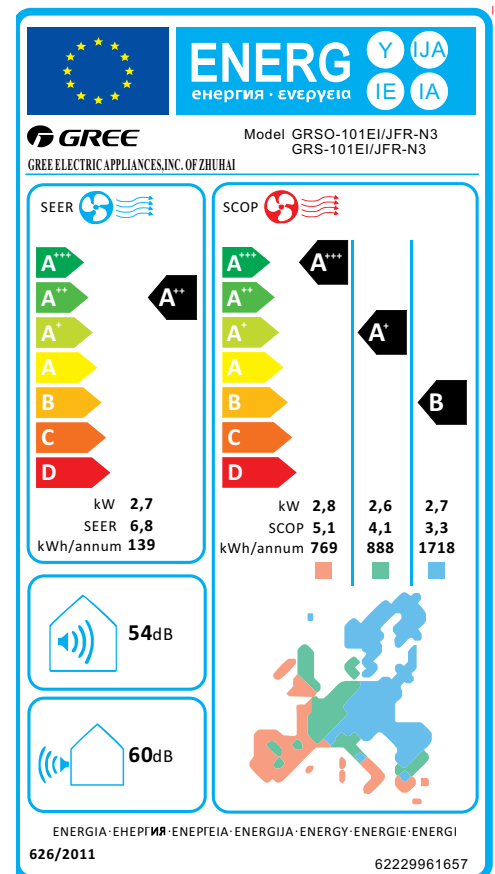 ENERG
енергия · ενεργεια
Y IJA
IE IA
GREE
GREE ELECTRIC APPLIANCES,INC. OF ZHUHAI
Model GRSO-101EI/JFR-N3
GRS-101EI/JFR-N3
SEER
A+++
A++ A++
A+
A
B
C
D
kW 2,7
SEER 6,8
kWh/annum 139
SCOP
A+++ A+++
A++
A+ A+
A
B B
C
D
kW 2,8 2,6 2,7
SCOP 5,1 4,1 3,3
kWh/annum 769 888 1718
54dB
60dB
ENERGIA·ЕНЕРГИЯ·ΕΝΕΡΓΕΙΑ·ENERGIJA·ENERGY·ENERGIE·ENERGI
626/2011
62229961657